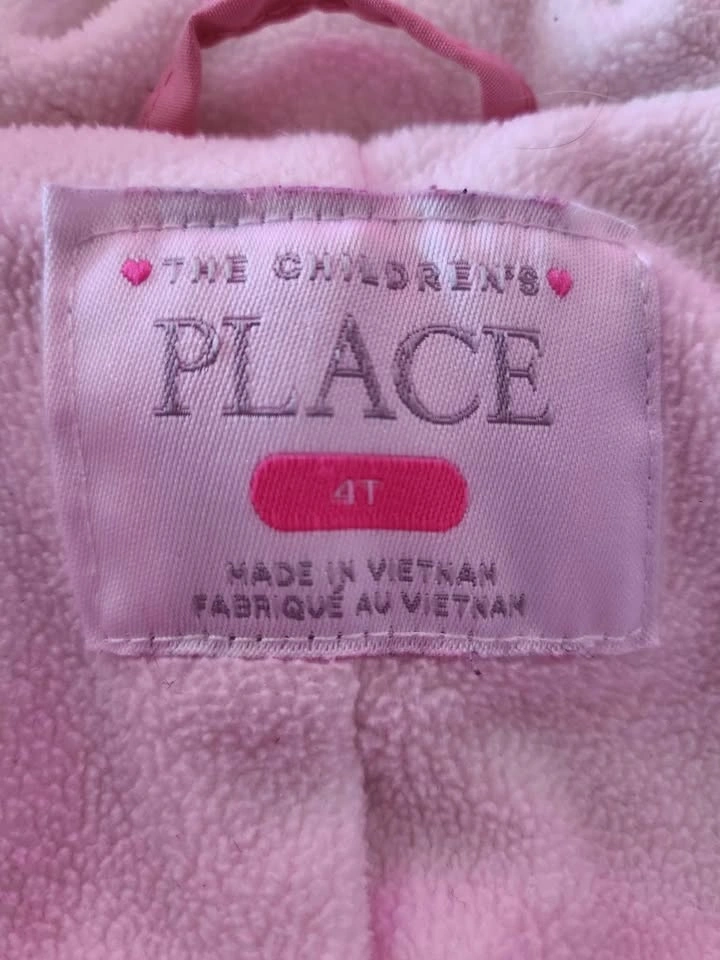 THE CHILDREN'S
PLACE
4T
MADE IN VIETNAM
FABRIQUÉ AU VIETNAM